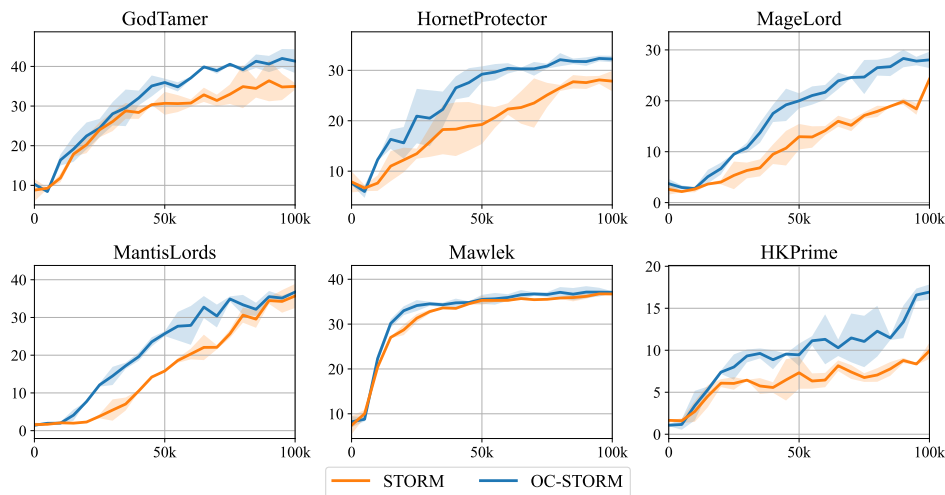 GodTamer HornetProtector MageLord
40 30 20 10
30 20 10
30 20 10 0
0 50k 100k 0 50k 100k 0 50k 100k
MantisLords Mawlek HKPrime
40 30 20 10 0
40 30 20 10
20 15 10 5 0
0 50k 100k 0 50k 100k 0 50k 100k
STORM OC-STORM